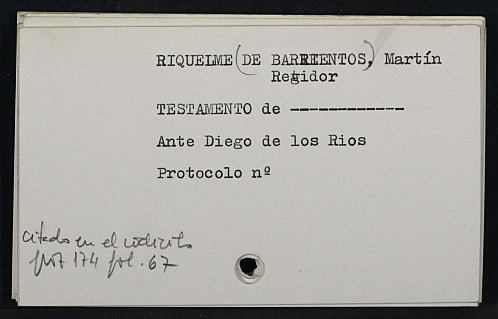 RIQUELME (DE BARRIENTOS), Martín
Regidor
TESTAMENTO de ------------
Ante Diego de los Rios
Protocolo nº
citado en el codicilo
prot 174 fol. 67